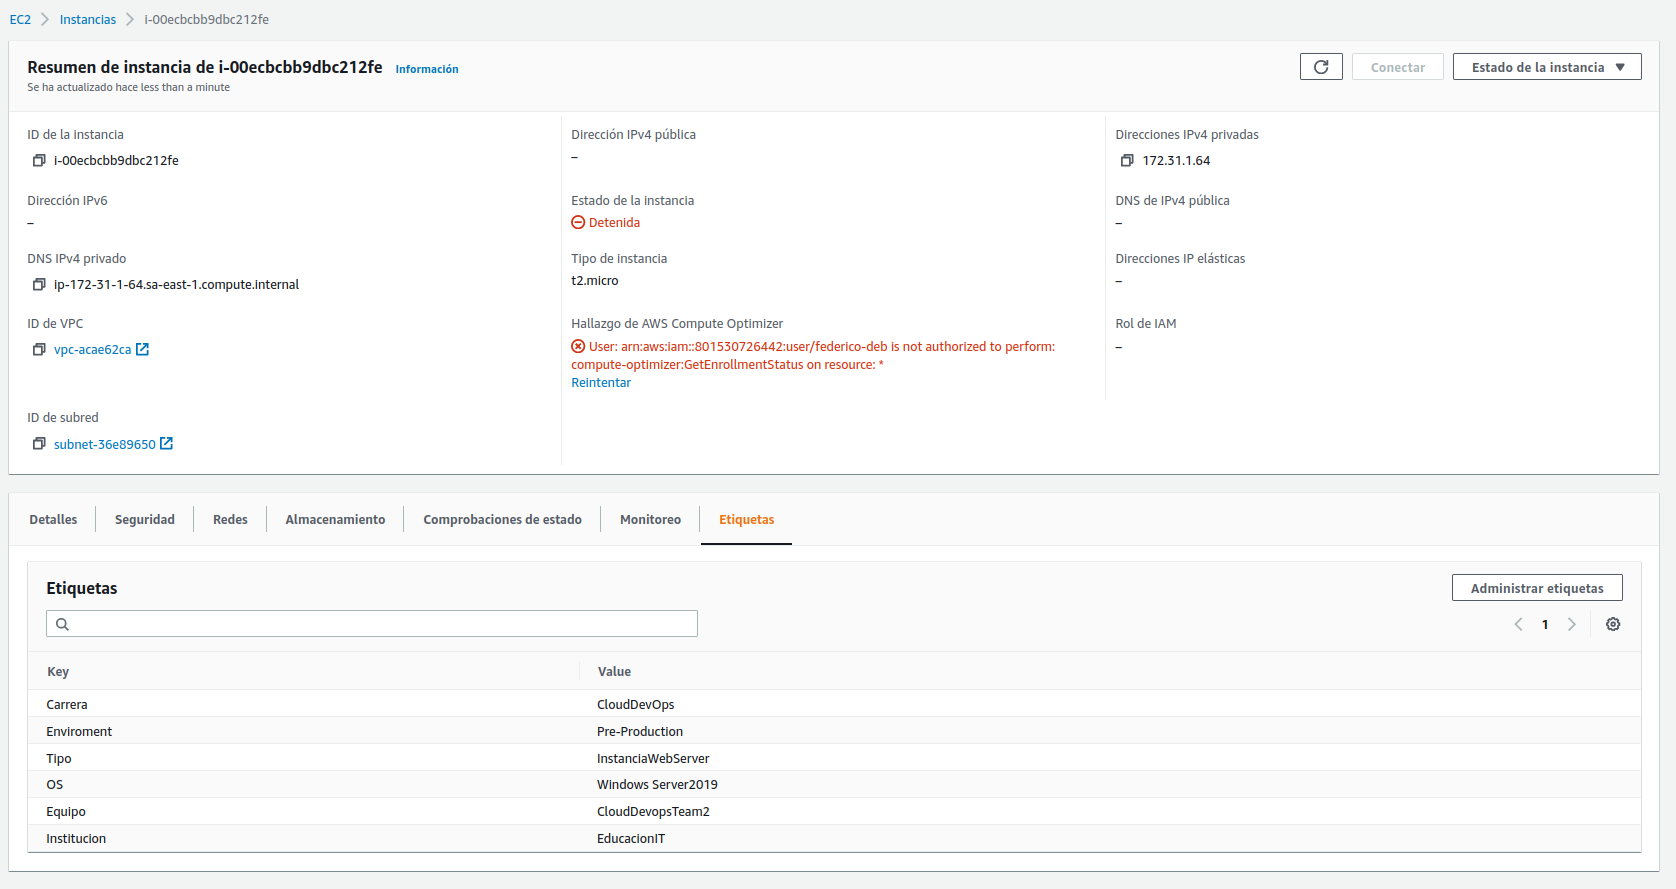 EC2 Instancias i-00ecbcbb9dbc212fe
Resumen de instancia de i-00ecbcbb9dbc212fe Información
Se ha actualizado hace less than a minute
Conectar
Estado de la instancia
ID de la instancia
i-00ecbcbb9dbc212fe
Dirección IPv4 pública
–
Direcciones IPv4 privadas
172.31.1.64
Dirección IPv6
–
Estado de la instancia
Detenida
DNS de IPv4 pública
–
DNS IPv4 privado
ip-172-31-1-64.sa-east-1.compute.internal
Tipo de instancia
t2.micro
Direcciones IP elásticas
–
ID de VPC
vpc-acae62ca
Hallazgo de AWS Compute Optimizer
User: arn:aws:iam::801530726442:user/federico-deb is not authorized to perform:
compute-optimizer:GetEnrollmentStatus on resource: *
Reintentar
Rol de IAM
–
ID de subred
subnet-36e89650
Detalles Seguridad Redes Almacenamiento Comprobaciones de estado Monitoreo Etiquetas
Etiquetas
Administrar etiquetas
1
Key Value
Carrera CloudDevOps
Enviroment Pre-Production
Tipo InstanciaWebServer
OS Windows Server2019
Equipo CloudDevopsTeam2
Institucion EducacionIT